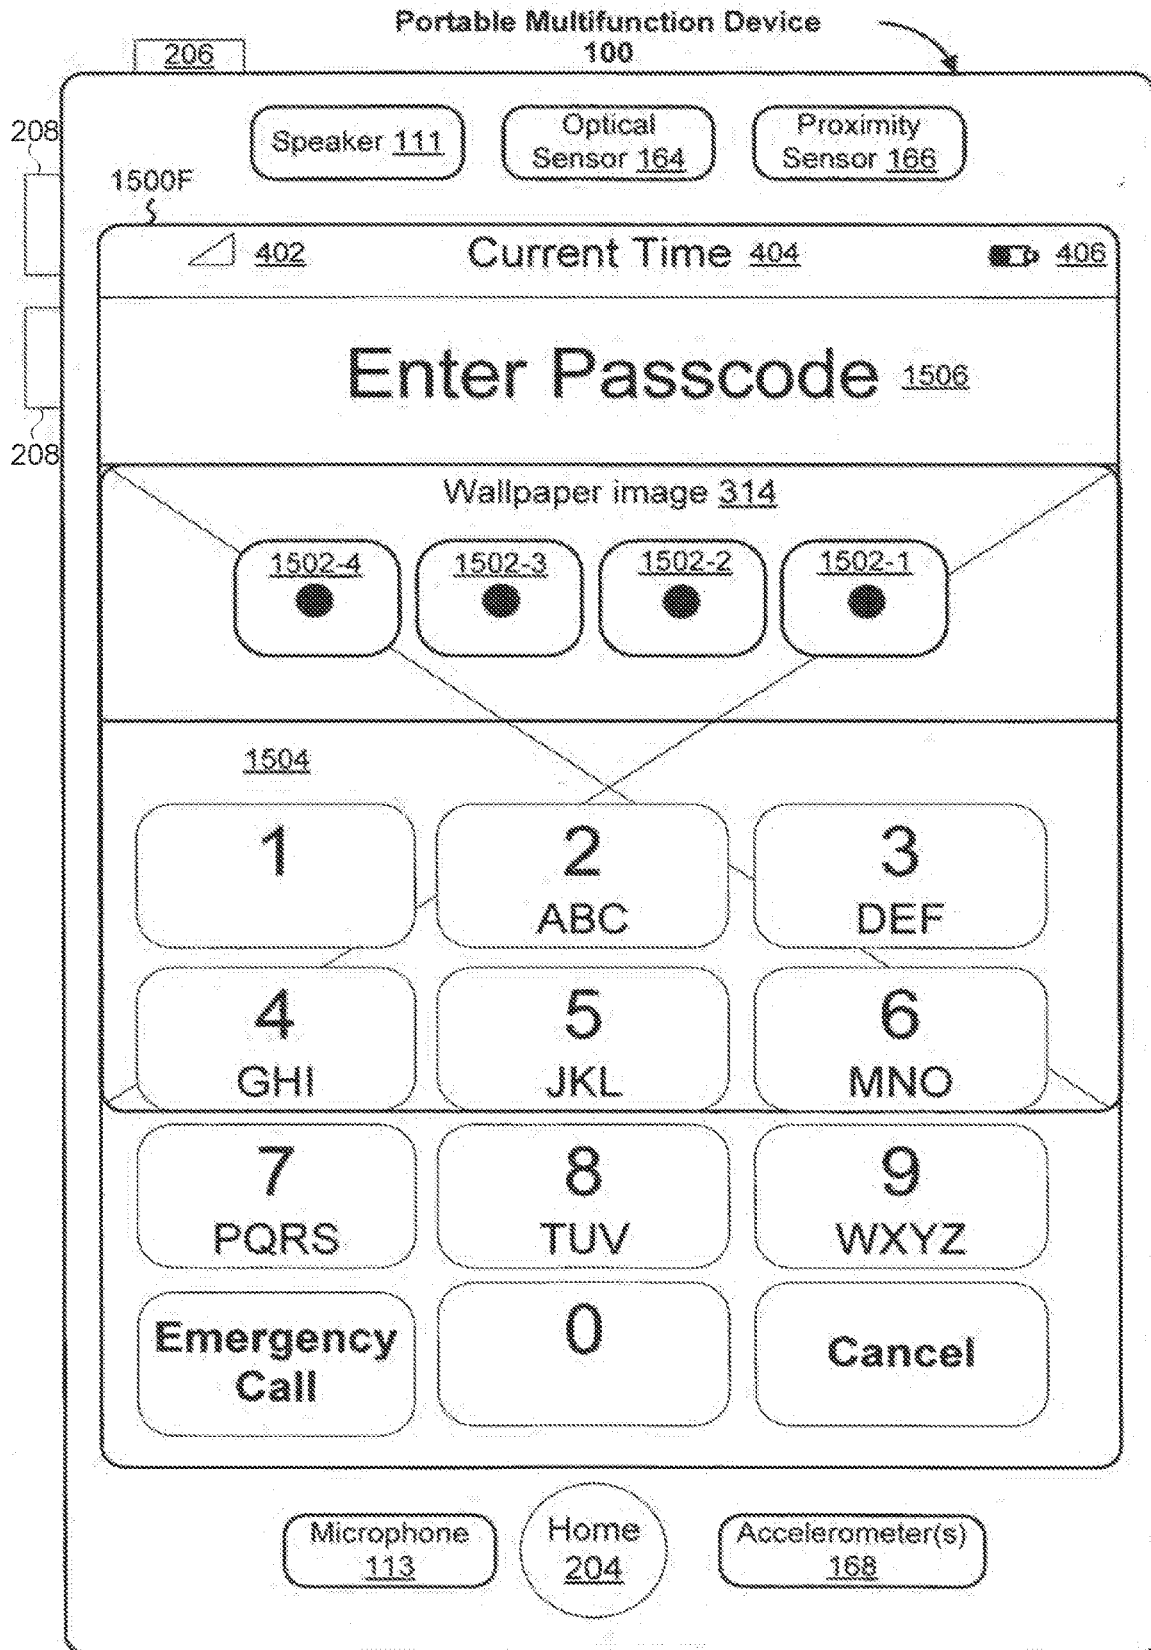 Portable Multifunction Device
100
206
208
Speaker 111
Optical
Sensor 164
Proximity
Sensor 166
1500F
402
Current Time 404
406
Enter Passcode 1506
208
Wallpaper image 314
1502-4
1502-3
1502-2
1502-1
1504
1
2
ABC
3
DEF
4
GHI
5
JKL
6
MNO
7
PQRS
8
TUV
9
WXYZ
Emergency
Call
0
Cancel
Microphone
113
Home
204
Accelerometer(s)
168